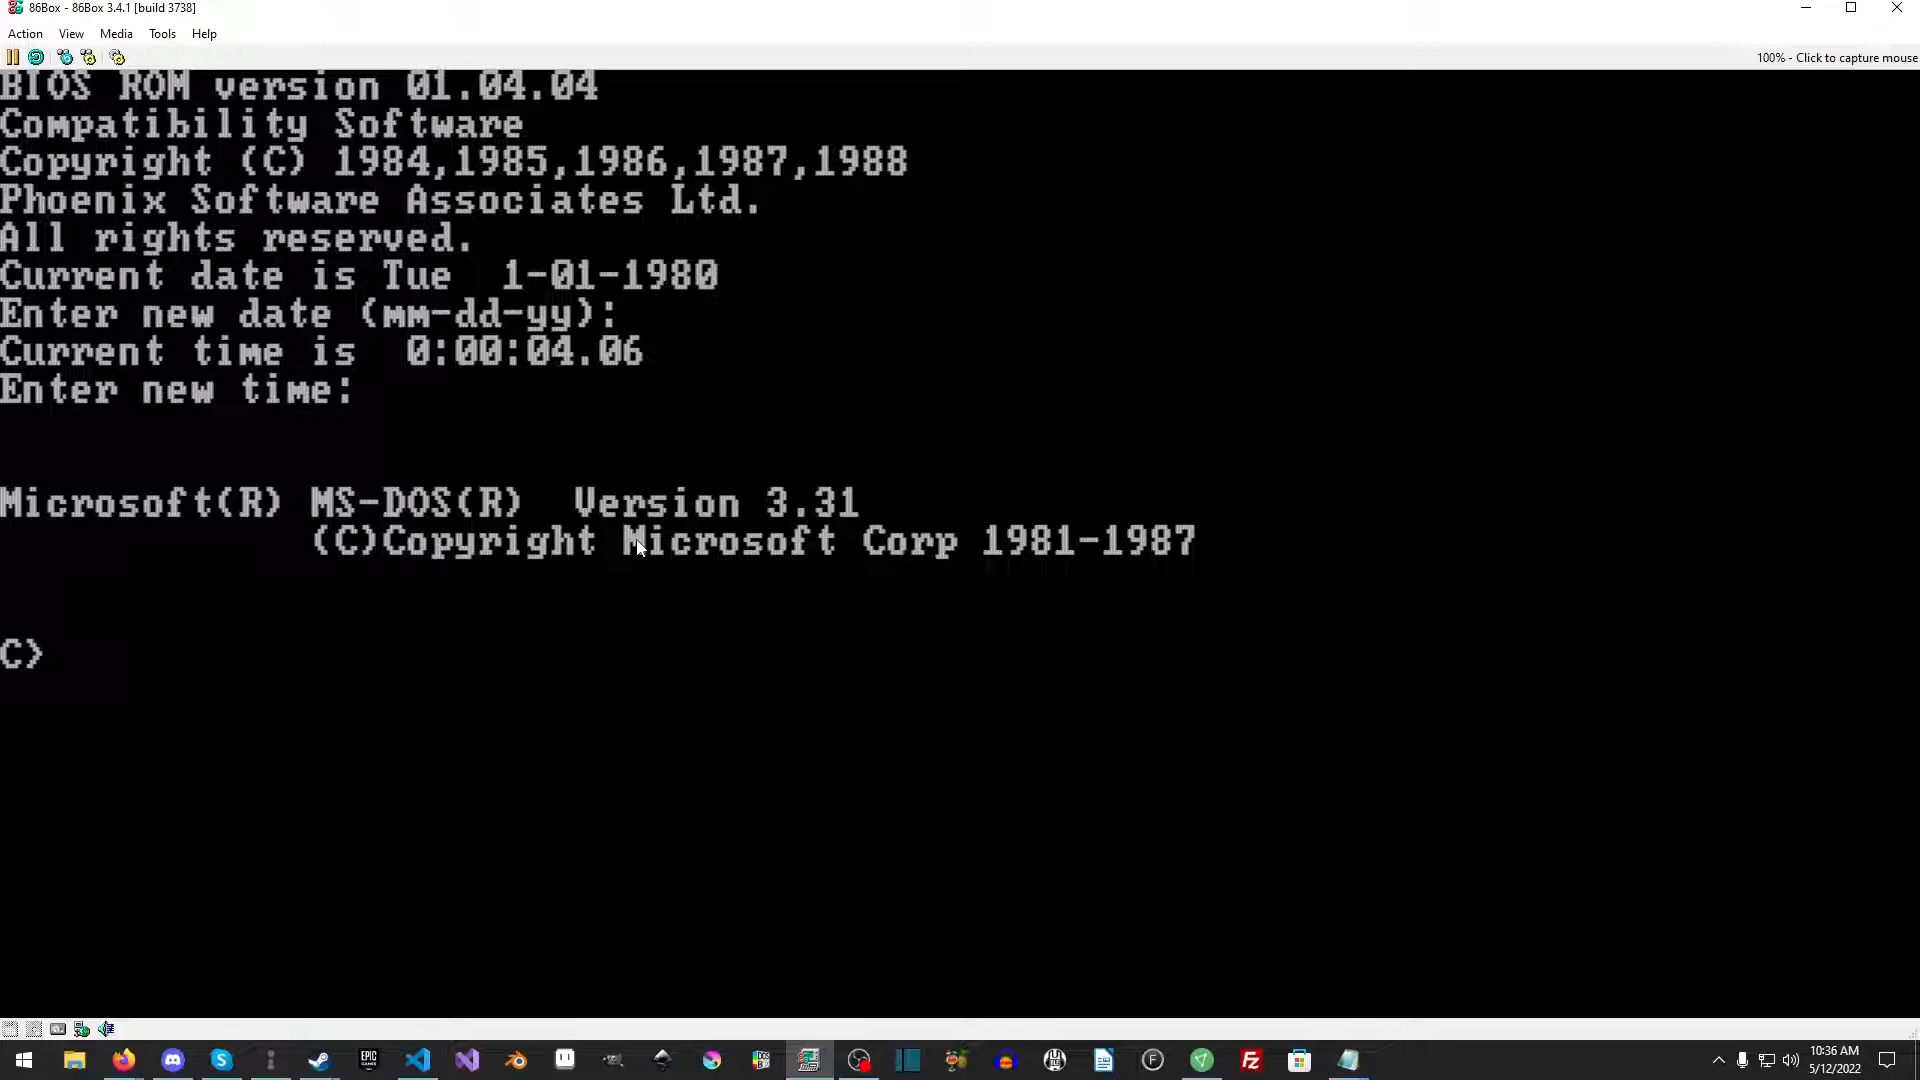 86Box - 86Box 3.4.1 [build 3738]
Action View Media Tools Help
100% - Click to capture mouse
BIOS ROM version 01.04.04
Compatibility Software
Copyright (C) 1984,1985,1986,1987,1988
Phoenix Software Associates Ltd.
All rights reserved.
Current date is Tue  1-01-1980
Enter new date (mm-dd-yy):
Current time is  0:00:04.06
Enter new time:
Microsoft(R) MS-DOS(R)  Version 3.31
(C)Copyright Microsoft Corp 1981-1987
C>
EPIC GAMES
10:36 AM
5/12/2022